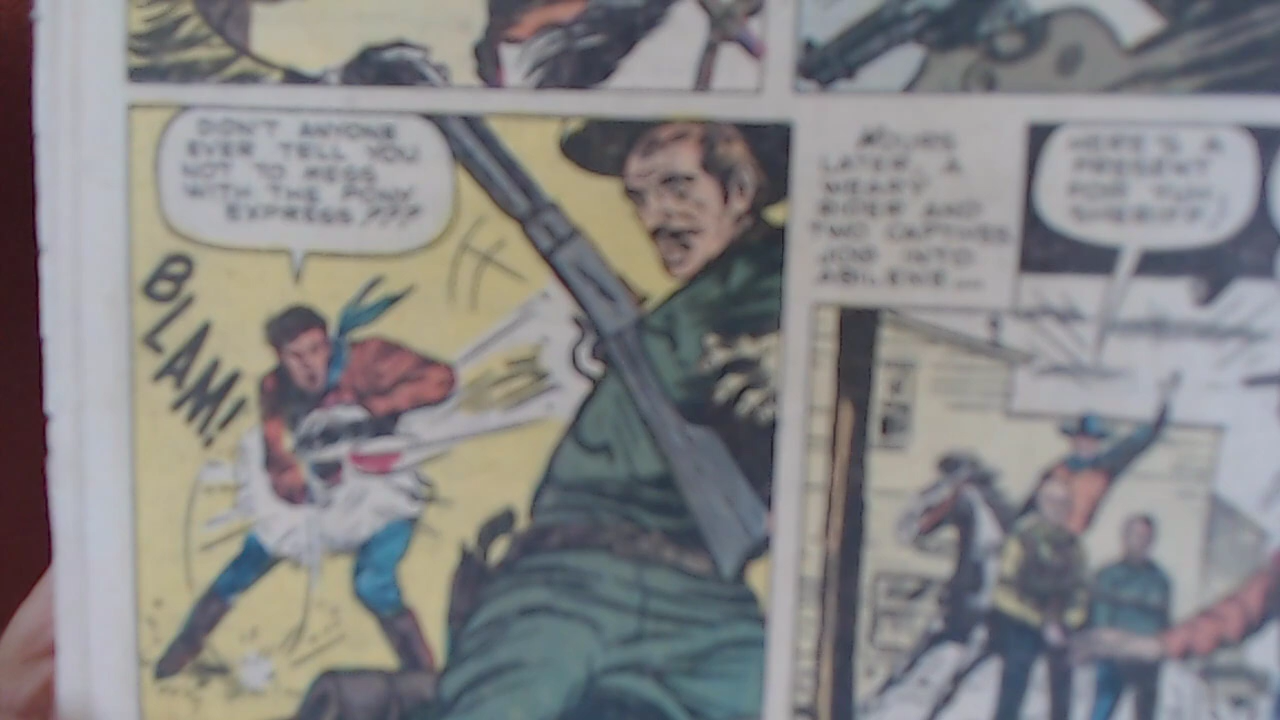 DON'T ANYONE
EVER TELL YOU
NOT TO MESS
WITH THE PONY
EXPRESS???
BLAM!
HOURS
LATER, A
WEARY
RIDER AND
TWO CAPTIVES
JOG INTO
ABILENE...
HERE'S A
PRESENT
FOR YUH,
SHERIFF!